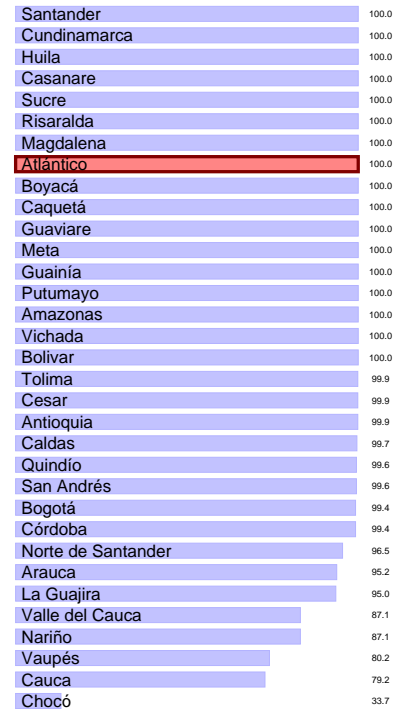 Santander 100.0
Cundinamarca 100.0
Huila 100.0
Casanare 100.0
Sucre 100.0
Risaralda 100.0
Magdalena 100.0
Atlántico 100.0
Boyacá 100.0
Caquetá 100.0
Guaviare 100.0
Meta 100.0
Guainía 100.0
Putumayo 100.0
Amazonas 100.0
Vichada 100.0
Bolivar 100.0
Tolima 99.9
Cesar 99.9
Antioquia 99.9
Caldas 99.7
Quindío 99.6
San Andrés 99.6
Bogotá 99.4
Córdoba 99.4
Norte de Santander 96.5
Arauca 95.2
La Guajira 95.0
Valle del Cauca 87.1
Nariño 87.1
Vaupés 80.2
Cauca 79.2
Chocó 33.7